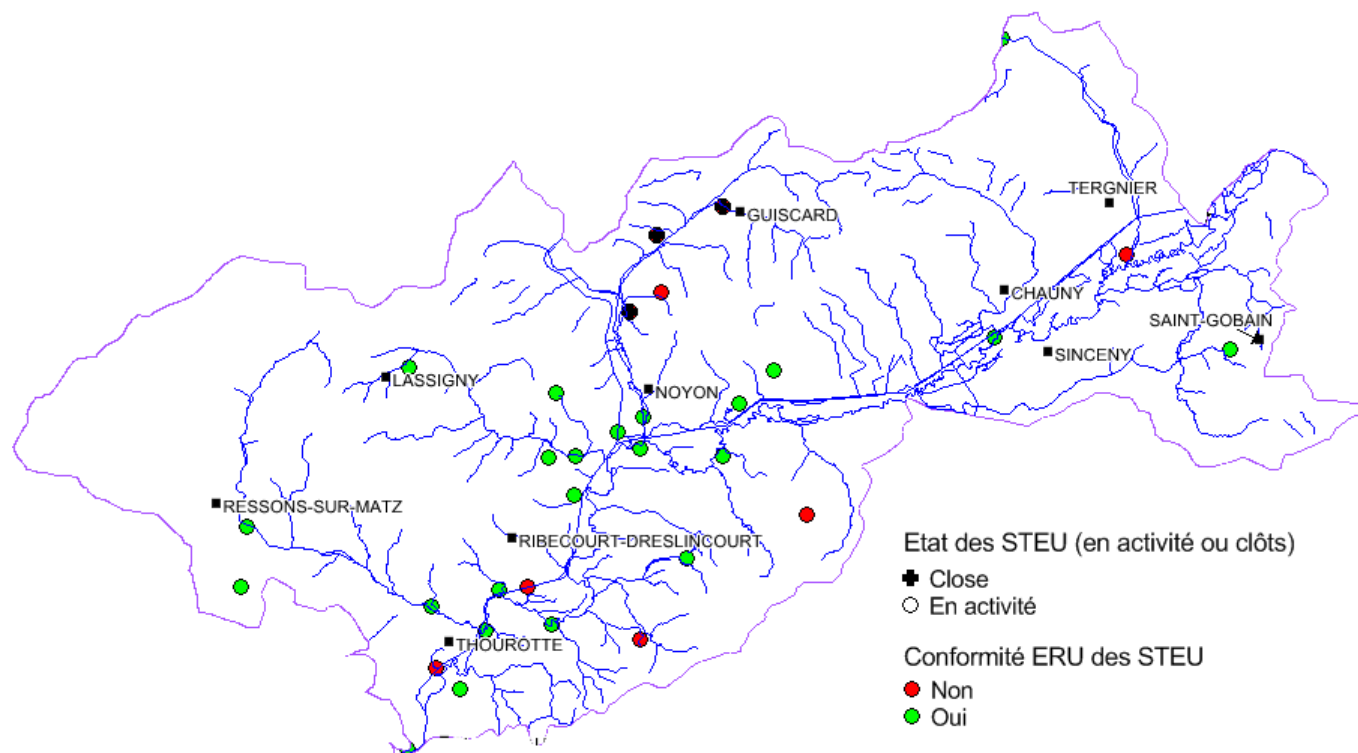 TERGNIER
GUISCARD
CHAUNY
SAINT-GOBAIN
SINCENY
LASSIGNY
NOYON
RESSONS-SUR-MATZ
RIBECOURT-DRESLINCOURT
THOUROTTE
Etat des STEU (en activité ou clôts)
Close
En activité
Conformité ERU des STEU
Non
Oui